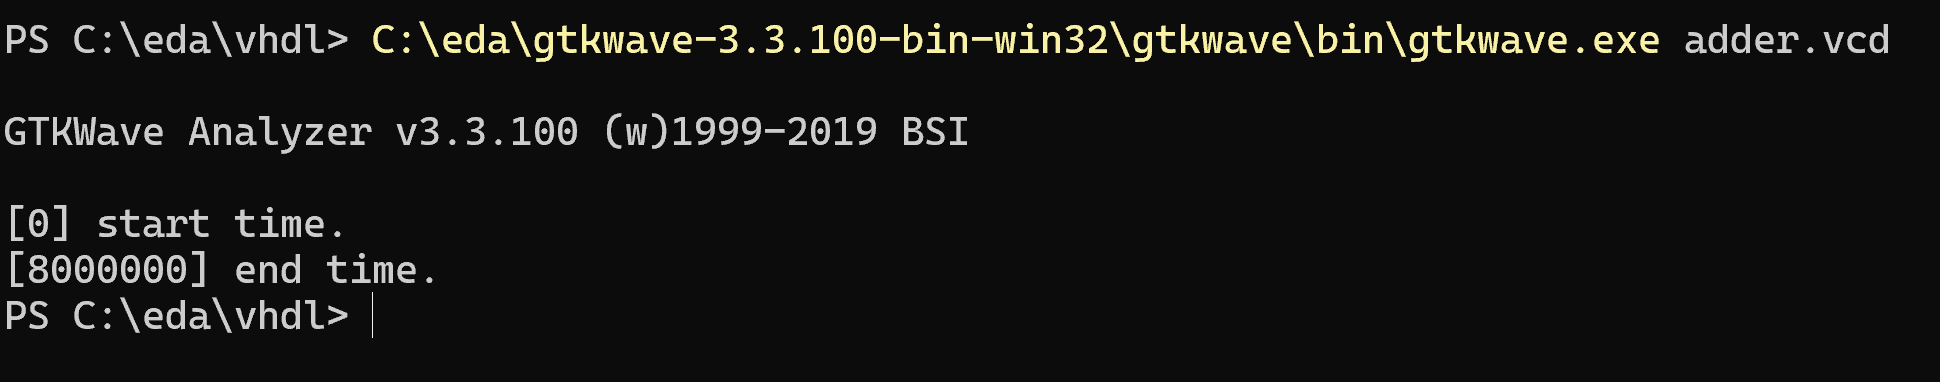 PS C:\eda\vhdl> C:\eda\gtkwave-3.3.100-bin-win32\gtkwave\bin\gtkwave.exe adder.vcd
GTKWave Analyzer v3.3.100 (w)1999-2019 BSI
[0] start time.
[8000000] end time.
PS C:\eda\vhdl>